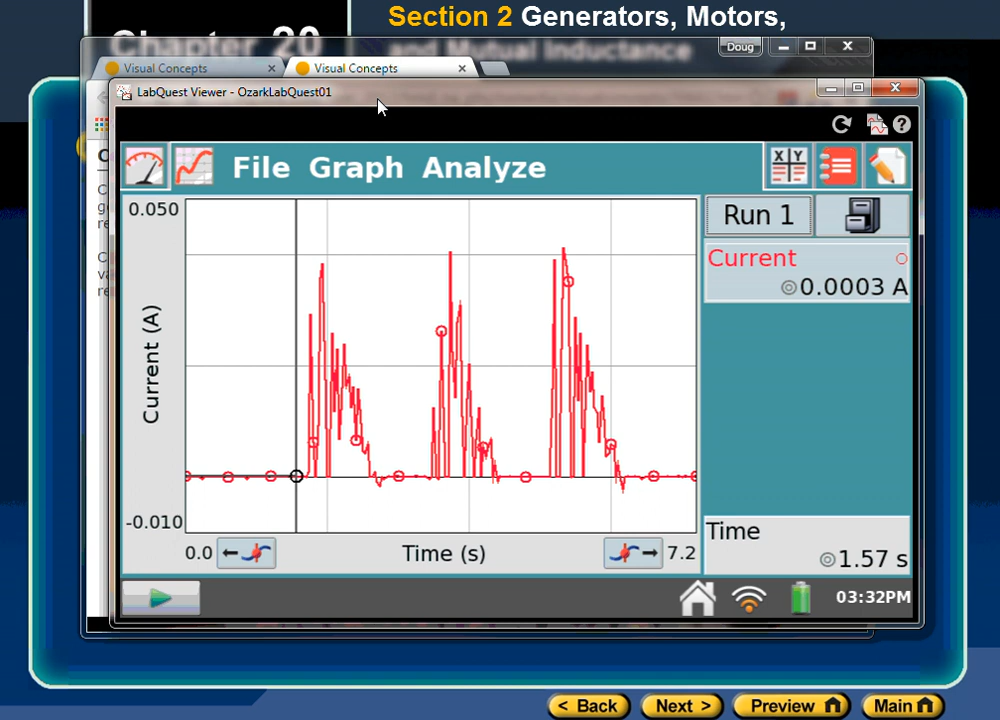 Section 2 Generators, Motors,
Chapter 20
and Mutual Inductance
Doug
Visual Concepts
Visual Concepts
LabQuest Viewer - OzarkLabQuest01
File Graph Analyze
X Y
Run 1
Current
0.0003 A
0.050
Current (A)
-0.010
0.0
Time (s)
7.2
Time
1.57 s
03:32PM
< Back
Next >
Preview
Main